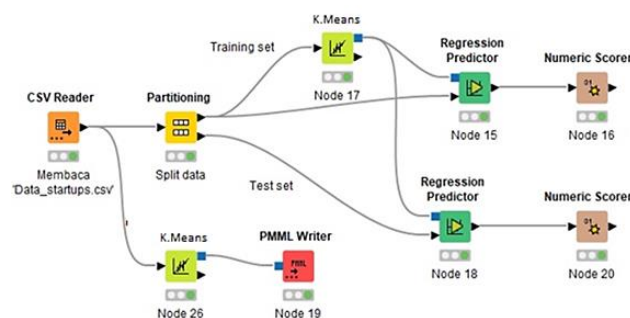 K.Means
Training set
Node 17
Regression
Predictor
Node 15
Numeric Scorer
Node 16
CSV Reader
Membaca
'Data_startups.csv'
Partitioning
Split data
Test set
Regression
Predictor
Node 18
Numeric Scorer
Node 20
K.Means
Node 26
PMML Writer
PMML
Node 19